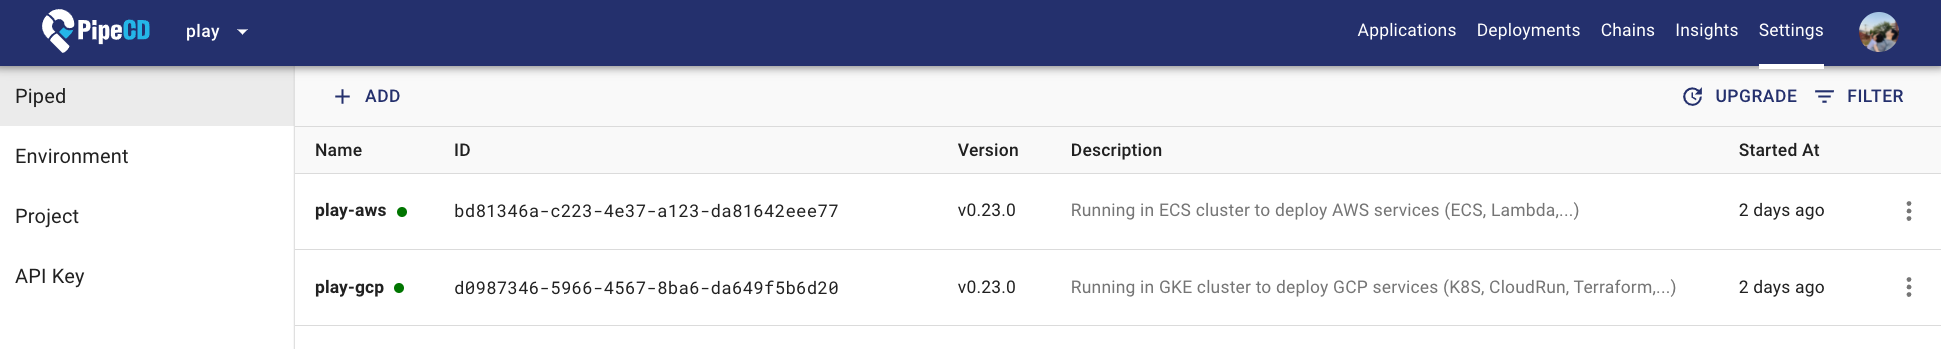 PipeCD play Applications Deployments Chains Insights Settings
Piped
Environment
Project
API Key
+ ADD UPGRADE FILTER
Name ID Version Description Started At
play-aws bd81346a-c223-4e37-a123-da81642eee77 v0.23.0 Running in ECS cluster to deploy AWS services (ECS, Lambda,...) 2 days ago
play-gcp d0987346-5966-4567-8ba6-da649f5b6d20 v0.23.0 Running in GKE cluster to deploy GCP services (K8S, CloudRun, Terraform,...) 2 days ago